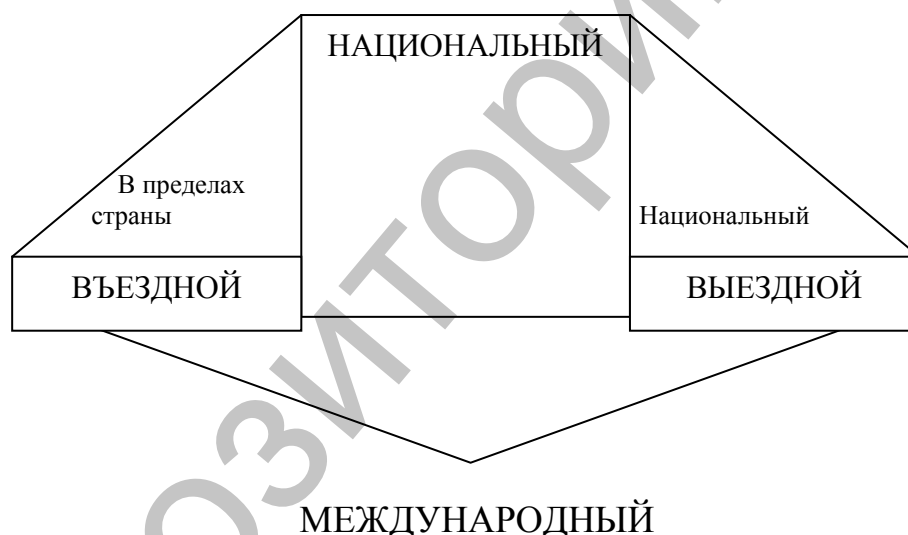 НАЦИОНАЛЬНЫЙ
В пределах
страны
Национальный
ВЪЕЗДНОЙ
ВЫЕЗДНОЙ
МЕЖДУНАРОДНЫЙ